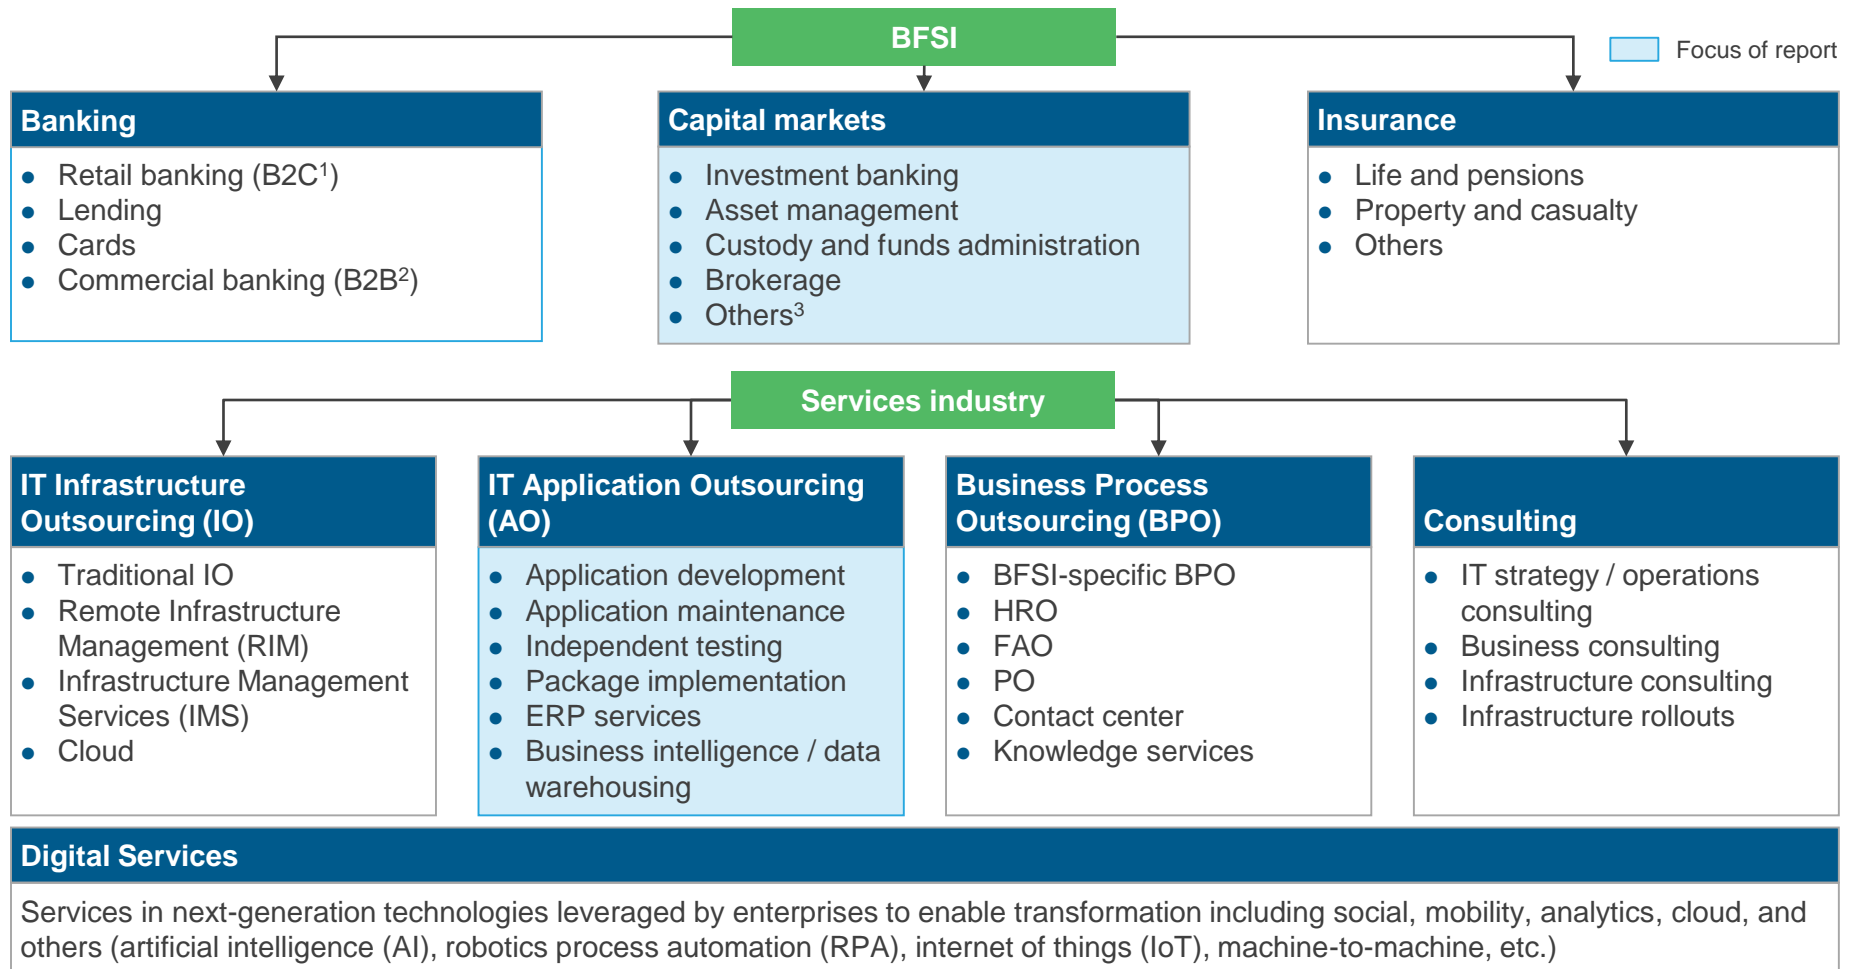 BFSI
Focus of report
Banking
● Retail banking (B2C¹)
● Lending
● Cards
● Commercial banking (B2B²)
Capital markets
● Investment banking
● Asset management
● Custody and funds administration
● Brokerage
● Others³
Insurance
● Life and pensions
● Property and casualty
● Others
Services industry
IT Infrastructure
Outsourcing (IO)
● Traditional IO
● Remote Infrastructure
Management (RIM)
● Infrastructure Management
Services (IMS)
● Cloud
IT Application Outsourcing
(AO)
● Application development
● Application maintenance
● Independent testing
● Package implementation
● ERP services
● Business intelligence / data
warehousing
Business Process
Outsourcing (BPO)
● BFSI-specific BPO
● HRO
● FAO
● PO
● Contact center
● Knowledge services
Consulting
● IT strategy / operations
consulting
● Business consulting
● Infrastructure consulting
● Infrastructure rollouts
Digital Services
Services in next-generation technologies leveraged by enterprises to enable transformation including social, mobility, analytics, cloud, and
others (artificial intelligence (AI), robotics process automation (RPA), internet of things (IoT), machine-to-machine, etc.)